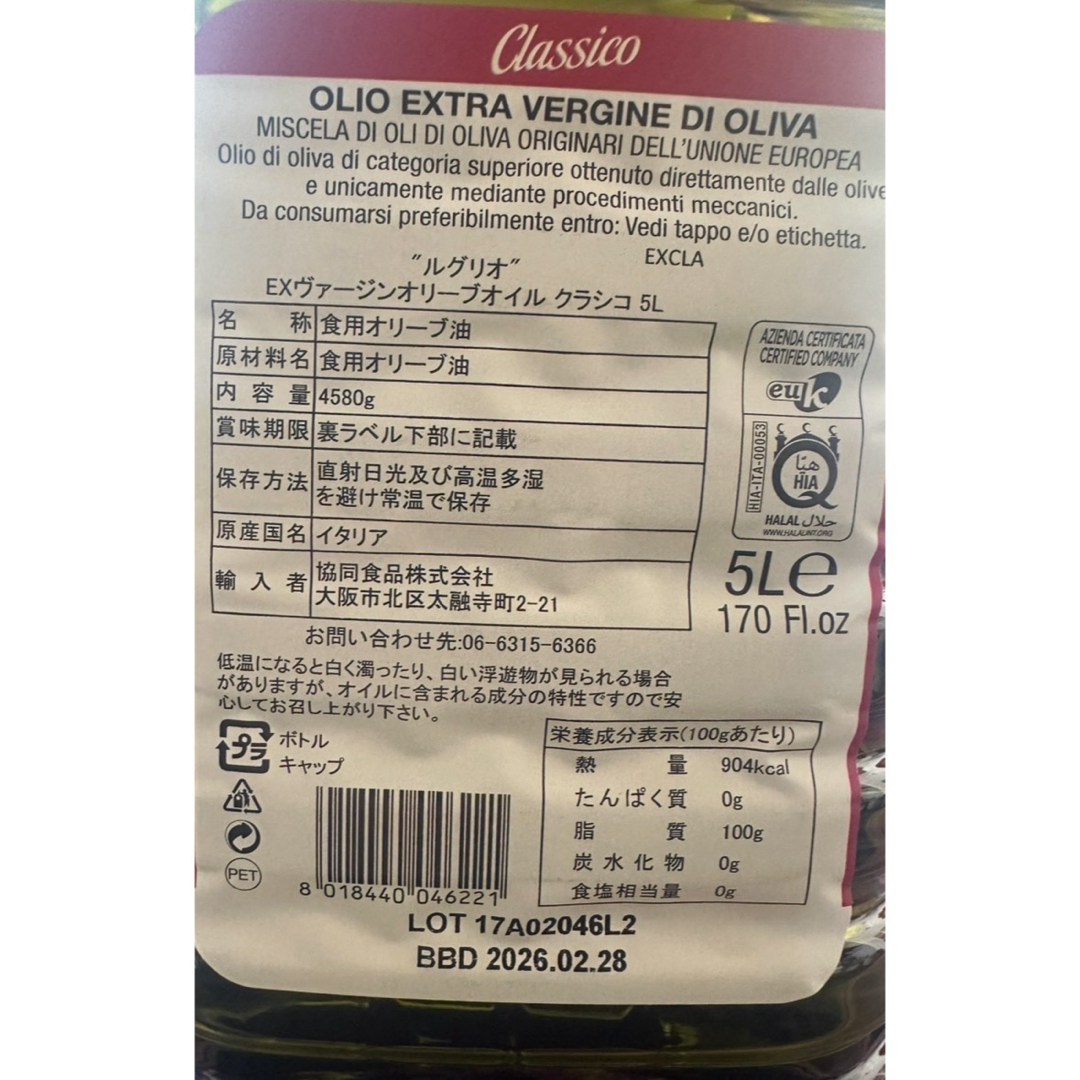 Classico
OLIO EXTRA VERGINE DI OLIVA
MISCELA DI OLI DI OLIVA ORIGINARI DELL'UNIONE EUROPEA
Olio di oliva di categoria superiore ottenuto direttamente dalle olive
e unicamente mediante procedimenti meccanici.
Da consumarsi preferibilmente entro: Vedi tappo e/o etichetta.
EXCLA
"ルグリオ"
EXヴァージンオリーブオイル クラシコ 5L
名称 食用オリーブ油
原材料名 食用オリーブ油
内容量 4580g
賞味期限 裏ラベル下部に記載
保存方法 直射日光及び高温多湿
を避け常温で保存
原産国名 イタリア
輸入者 協同食品株式会社
大阪市北区太融寺町2-21
お問い合わせ先:06-6315-6366
低温になると白く濁ったり、白い浮遊物が見られる場合
がありますが、オイルに含まれる成分の特性ですので安
心してお召し上がり下さい。
AZIENDA CERTIFICATA
CERTIFIED COMPANY
euk
HIA-ITA-00053
هيّا
HIA
HALAL حلال
WWW.HALALINT.ORG
5Le
170 Fl.oz
プラ
ボトル
キャップ
PET
栄養成分表示(100gあたり)
熱量 904kcal
たんぱく質 0g
脂質 100g
炭水化物 0g
食塩相当量 0g
8 018440 046221
LOT 17A02046L2
BBD 2026.02.28